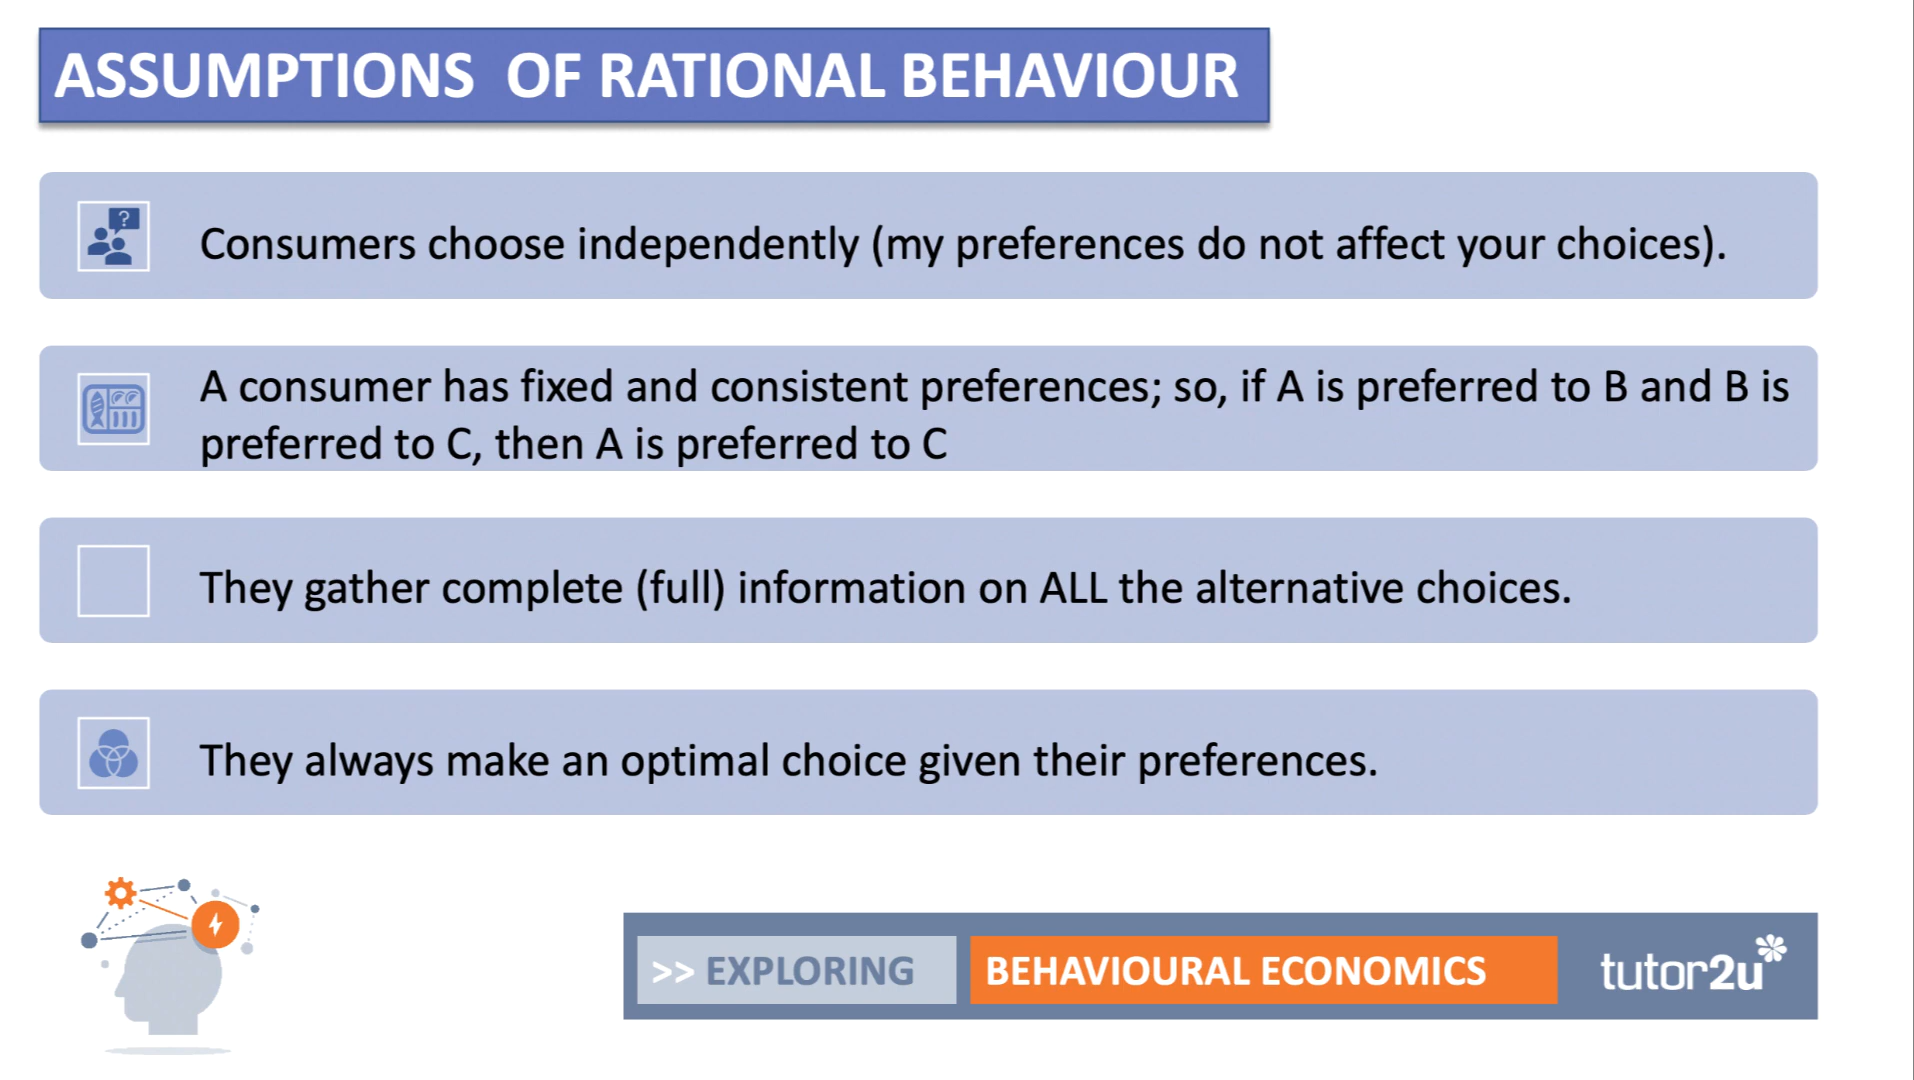 ASSUMPTIONS OF RATIONAL BEHAVIOUR
?
Consumers choose independently (my preferences do not affect your choices).
A consumer has fixed and consistent preferences; so, if A is preferred to B and B is
preferred to C, then A is preferred to C
They gather complete (full) information on ALL the alternative choices.
They always make an optimal choice given their preferences.
>> EXPLORING BEHAVIOURAL ECONOMICS tutor2u